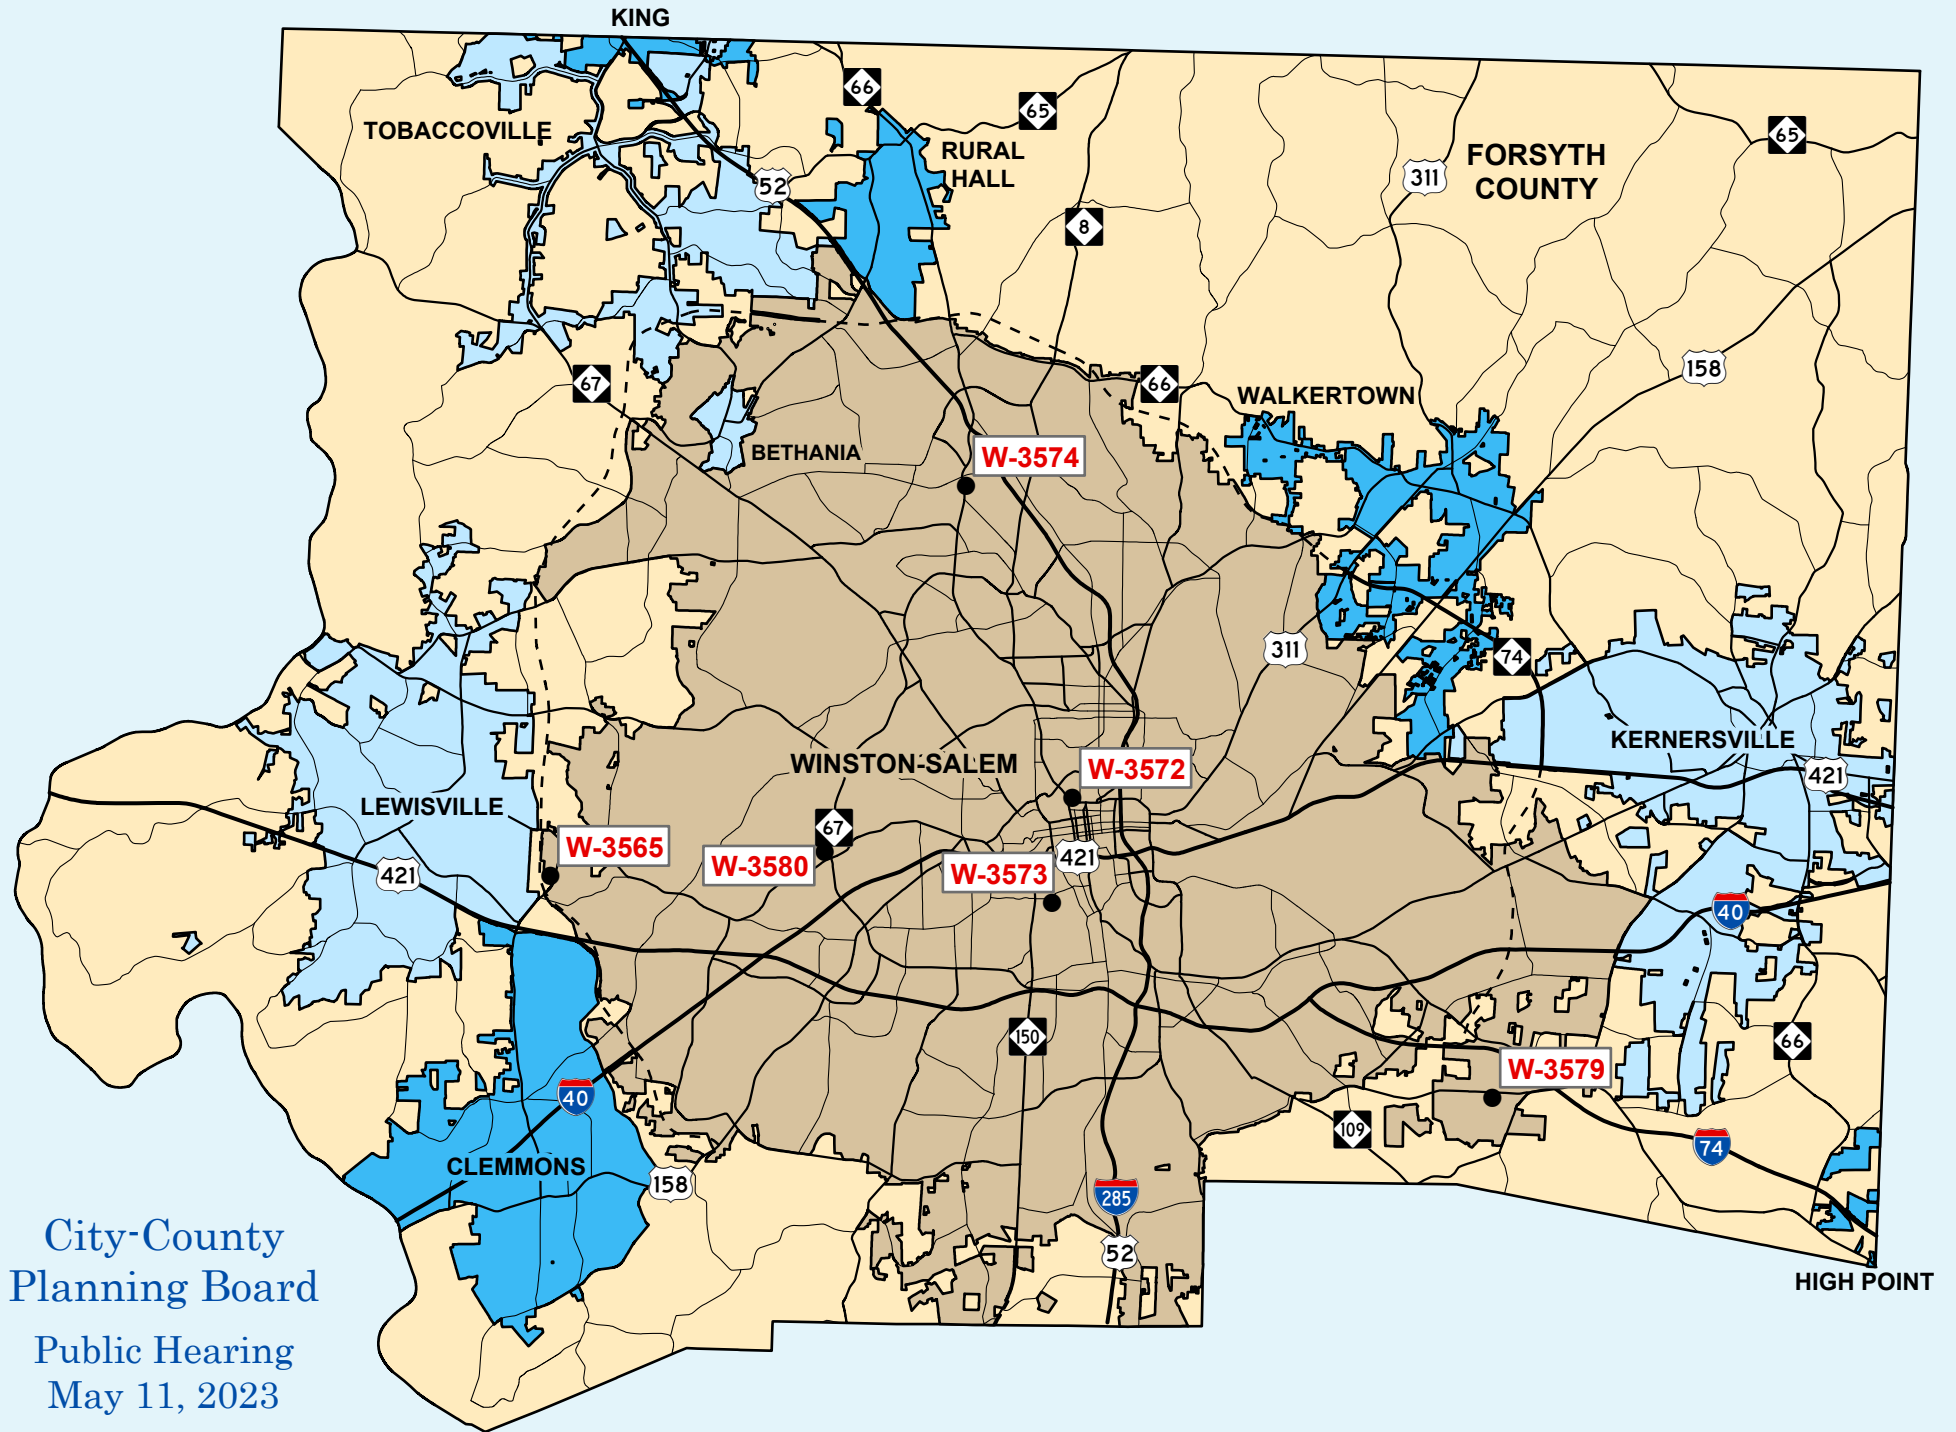 KING
66
65
TOBACCOVILLE
RURAL
HALL
65
FORSYTH
COUNTY
311
52
8
67
66
158
WALKERTOWN
BETHANIA
W-3574
311
74
KERNERSVILLE
WINSTON-SALEM
W-3572
421
LEWISVILLE
67
W-3565
W-3580
421
W-3573
421
40
150
66
W-3579
40
109
74
CLEMMONS
158
285
52
City-County
Planning Board
HIGH POINT
Public Hearing
May 11, 2023